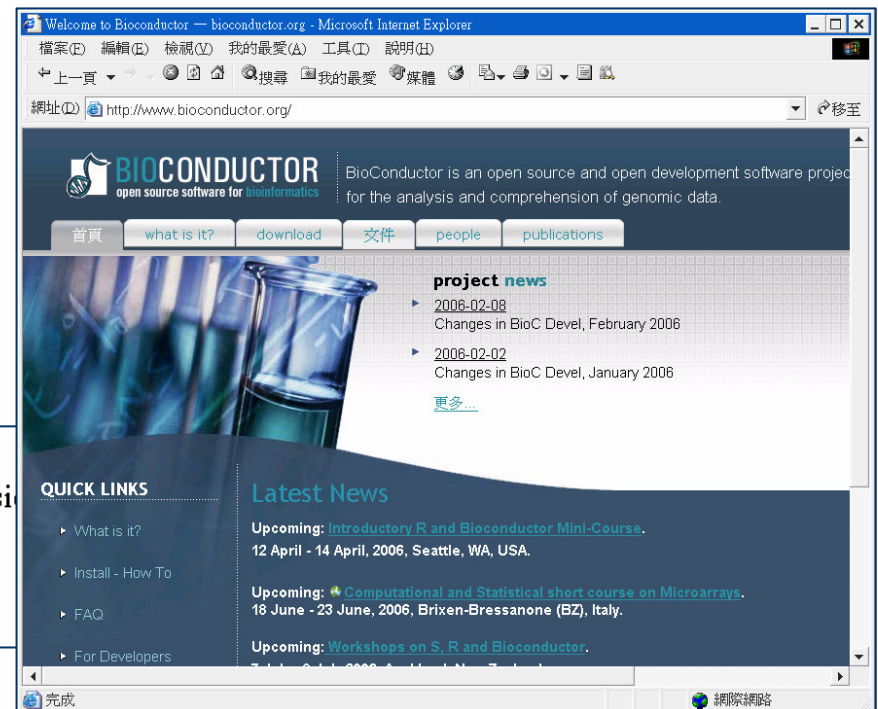 Welcome to Bioconductor — bioconductor.org - Microsoft Internet Explorer
檔案(F) 編輯(E) 檢視(V) 我的最愛(A) 工具(T) 說明(H)
上一頁 搜尋 我的最愛 媒體
網址(D) http://www.bioconductor.org/ 移至
BIOCONDUCTOR
open source software for bioinformatics
BioConductor is an open source and open development software projec
for the analysis and comprehension of genomic data.
首頁 what is it? download 文件 people publications
project news
2006-02-08
Changes in BioC Devel, February 2006
2006-02-02
Changes in BioC Devel, January 2006
更多...
QUICK LINKS
What is it?
Install - How To
FAQ
For Developers
Latest News
Upcoming: Introductory R and Bioconductor Mini-Course.
12 April - 14 April, 2006, Seattle, WA, USA.
Upcoming: Computational and Statistical short course on Microarrays.
18 June - 23 June, 2006, Brixen-Bressanone (BZ), Italy.
Upcoming: Workshops on S, R and Bioconductor.
完成 網際網路